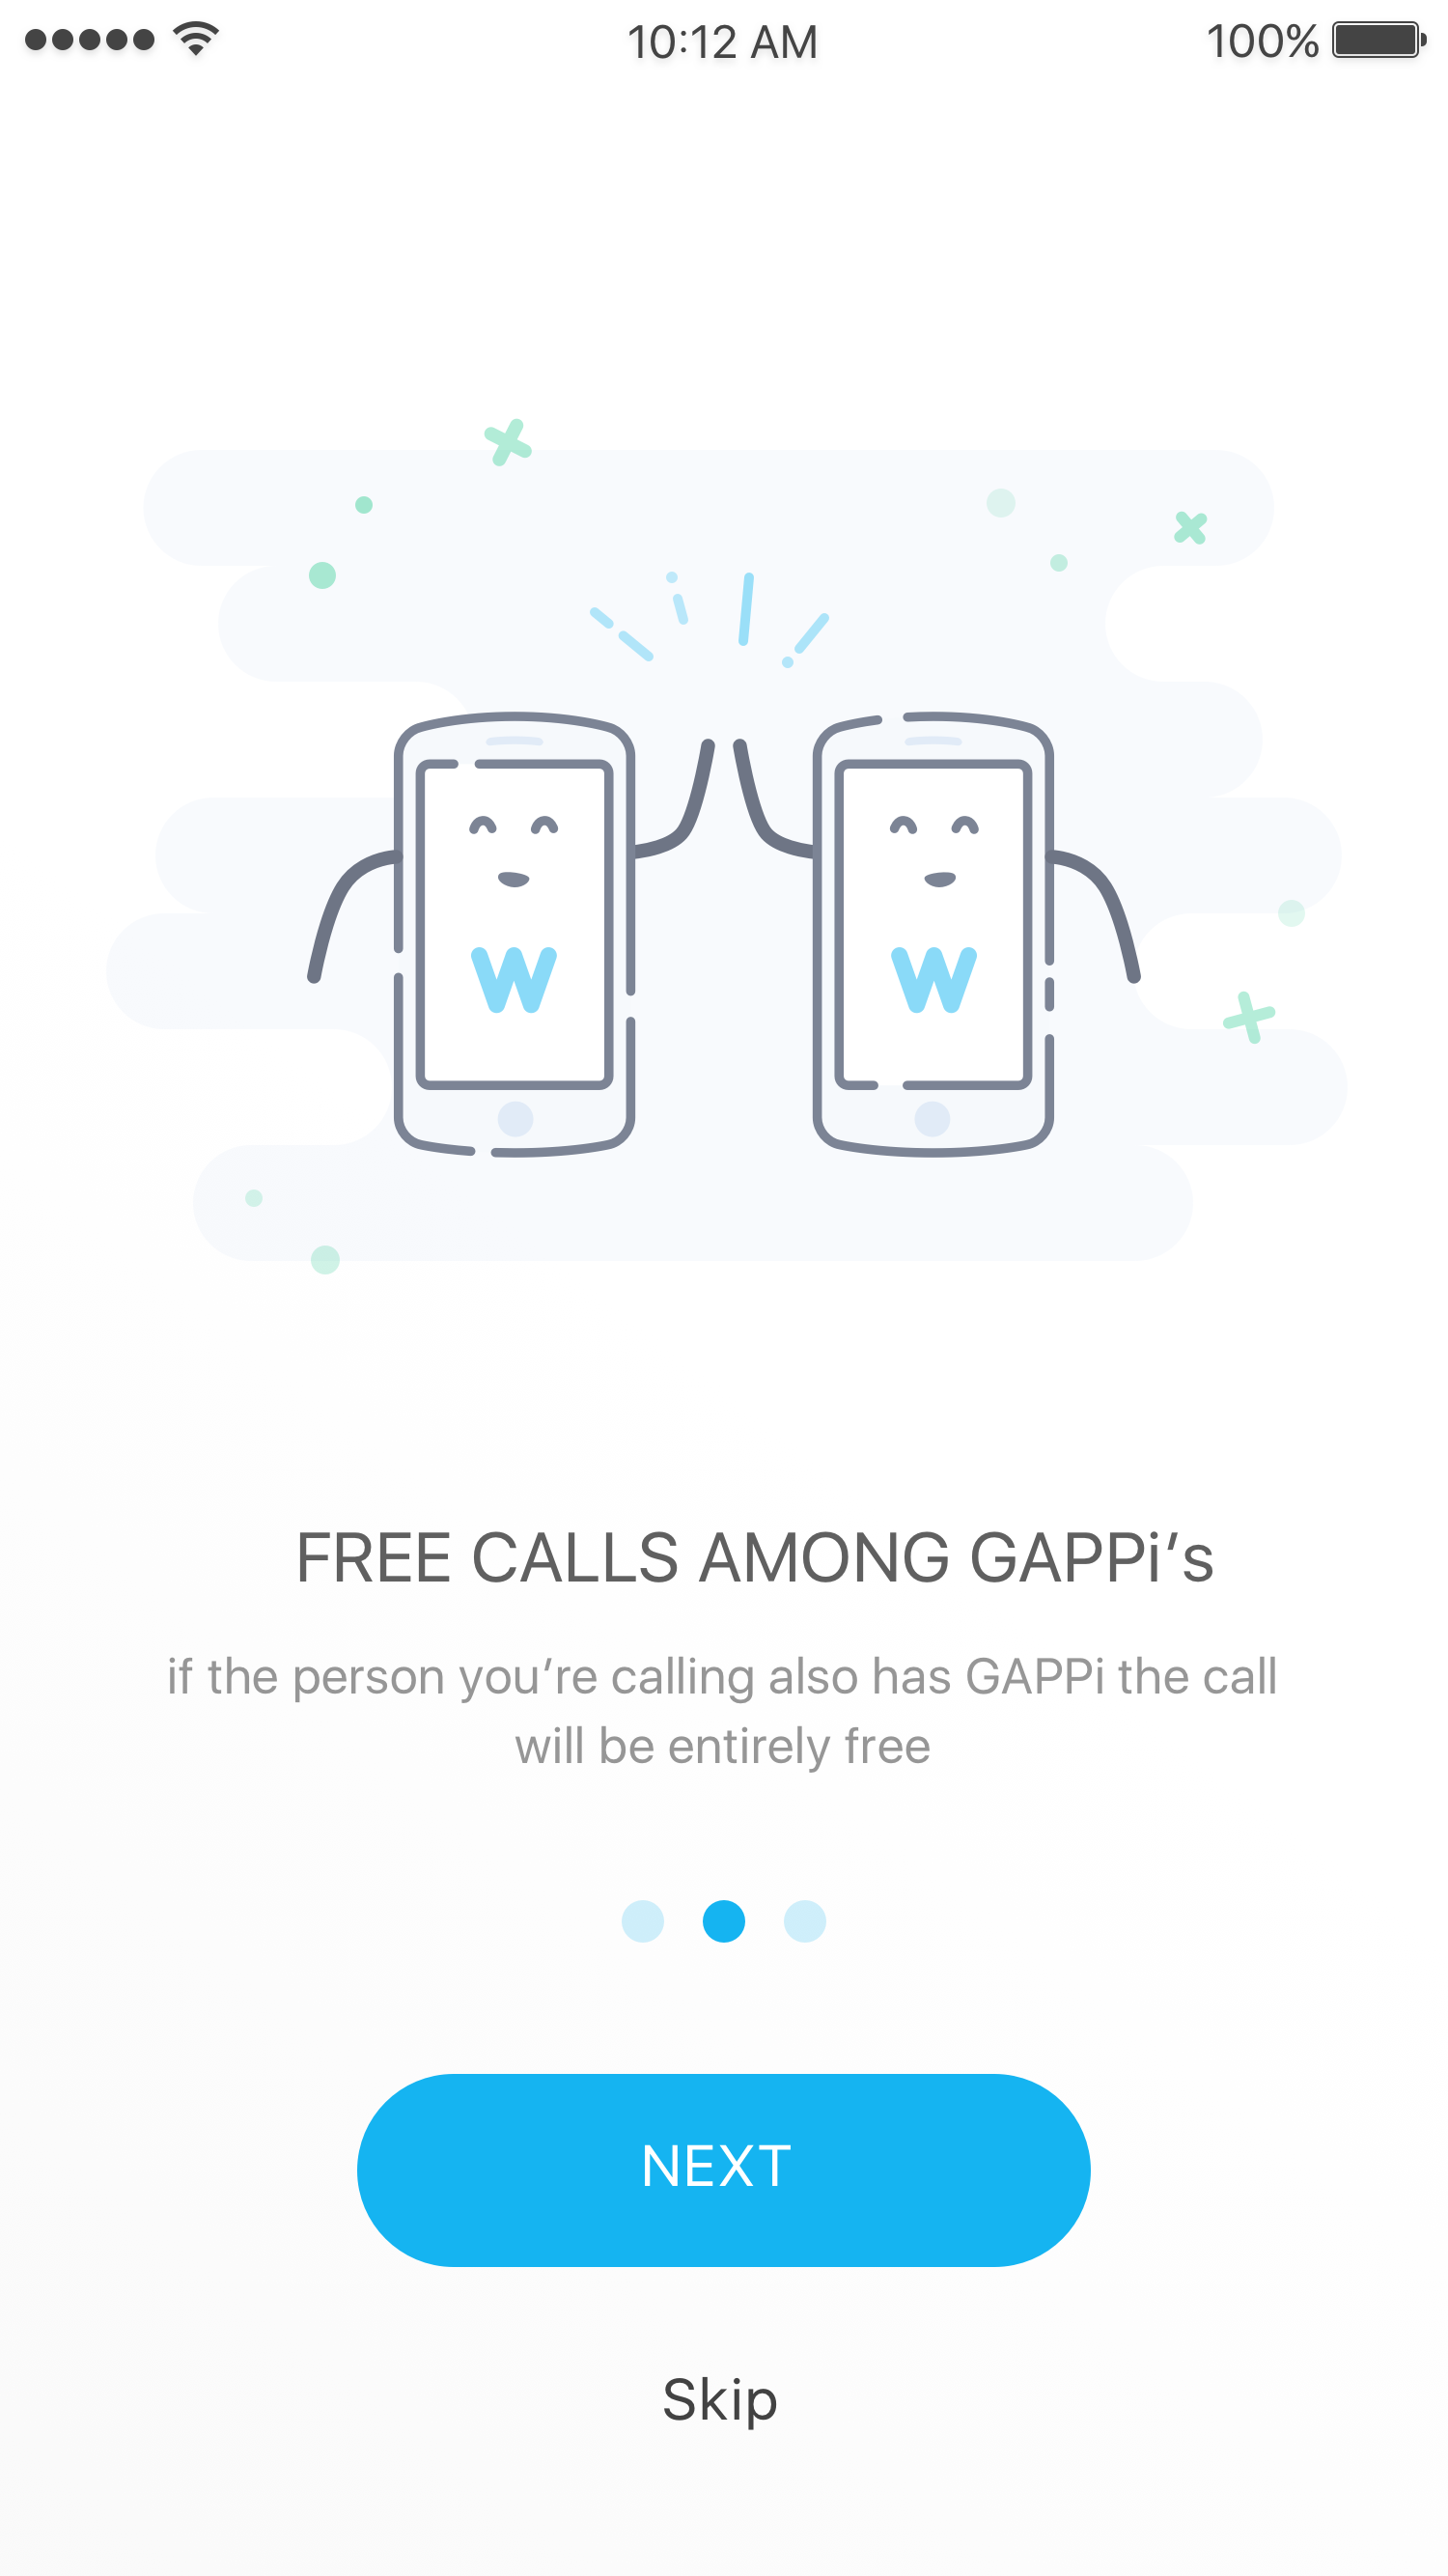 10:12 AM
100%
W
W
FREE CALLS AMONG GAPPi’s
if the person you’re calling also has GAPPi the call
will be entirely free
NEXT
Skip